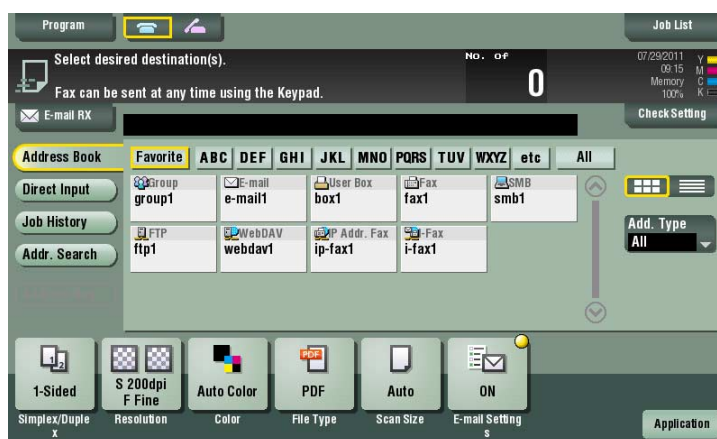 Program
Job List
Select desired destination(s).
No. of
0
Fax can be sent at any time using the Keypad.
07/29/2011
09:15
Memory
100%
Y
M
C
K
E-mail RX
Check Setting
Address Book
Favorite ABC DEF GHI JKL MNO PQRS TUV WXYZ etc All
Direct Input
Job History
Addr. Search
Group
group1
E-mail
e-mail1
User Box
box1
Fax
fax1
SMB
smb1
FTP
ftp1
WebDAV
webdav1
IP Addr. Fax
ip-fax1
i-Fax
i-fax1
Add. Type
All
1 2
1-Sided
Simplex/Duple
x
S 200dpi
F Fine
Resolution
Auto Color
Color
PDF
PDF
File Type
Auto
Scan Size
ON
E-mail Setting
s
Application